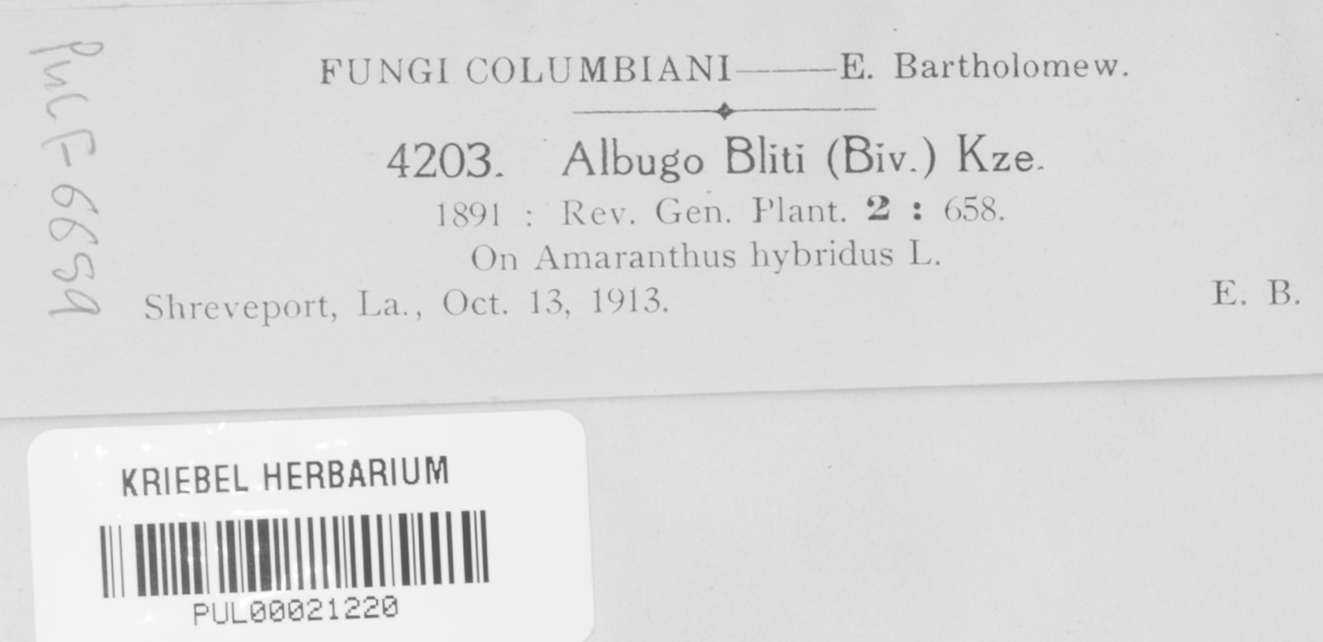 FUNGI COLUMBIANI——E. Bartholomew.
4203. Albugo Bliti (Biv.) Kze.
1891 : Rev. Gen. Plant. 2 : 658.
On Amaranthus hybridus L.
Shreveport, La., Oct. 13, 1913. E. B.
PUL F-6659
KRIEBEL HERBARIUM
PUL00021220